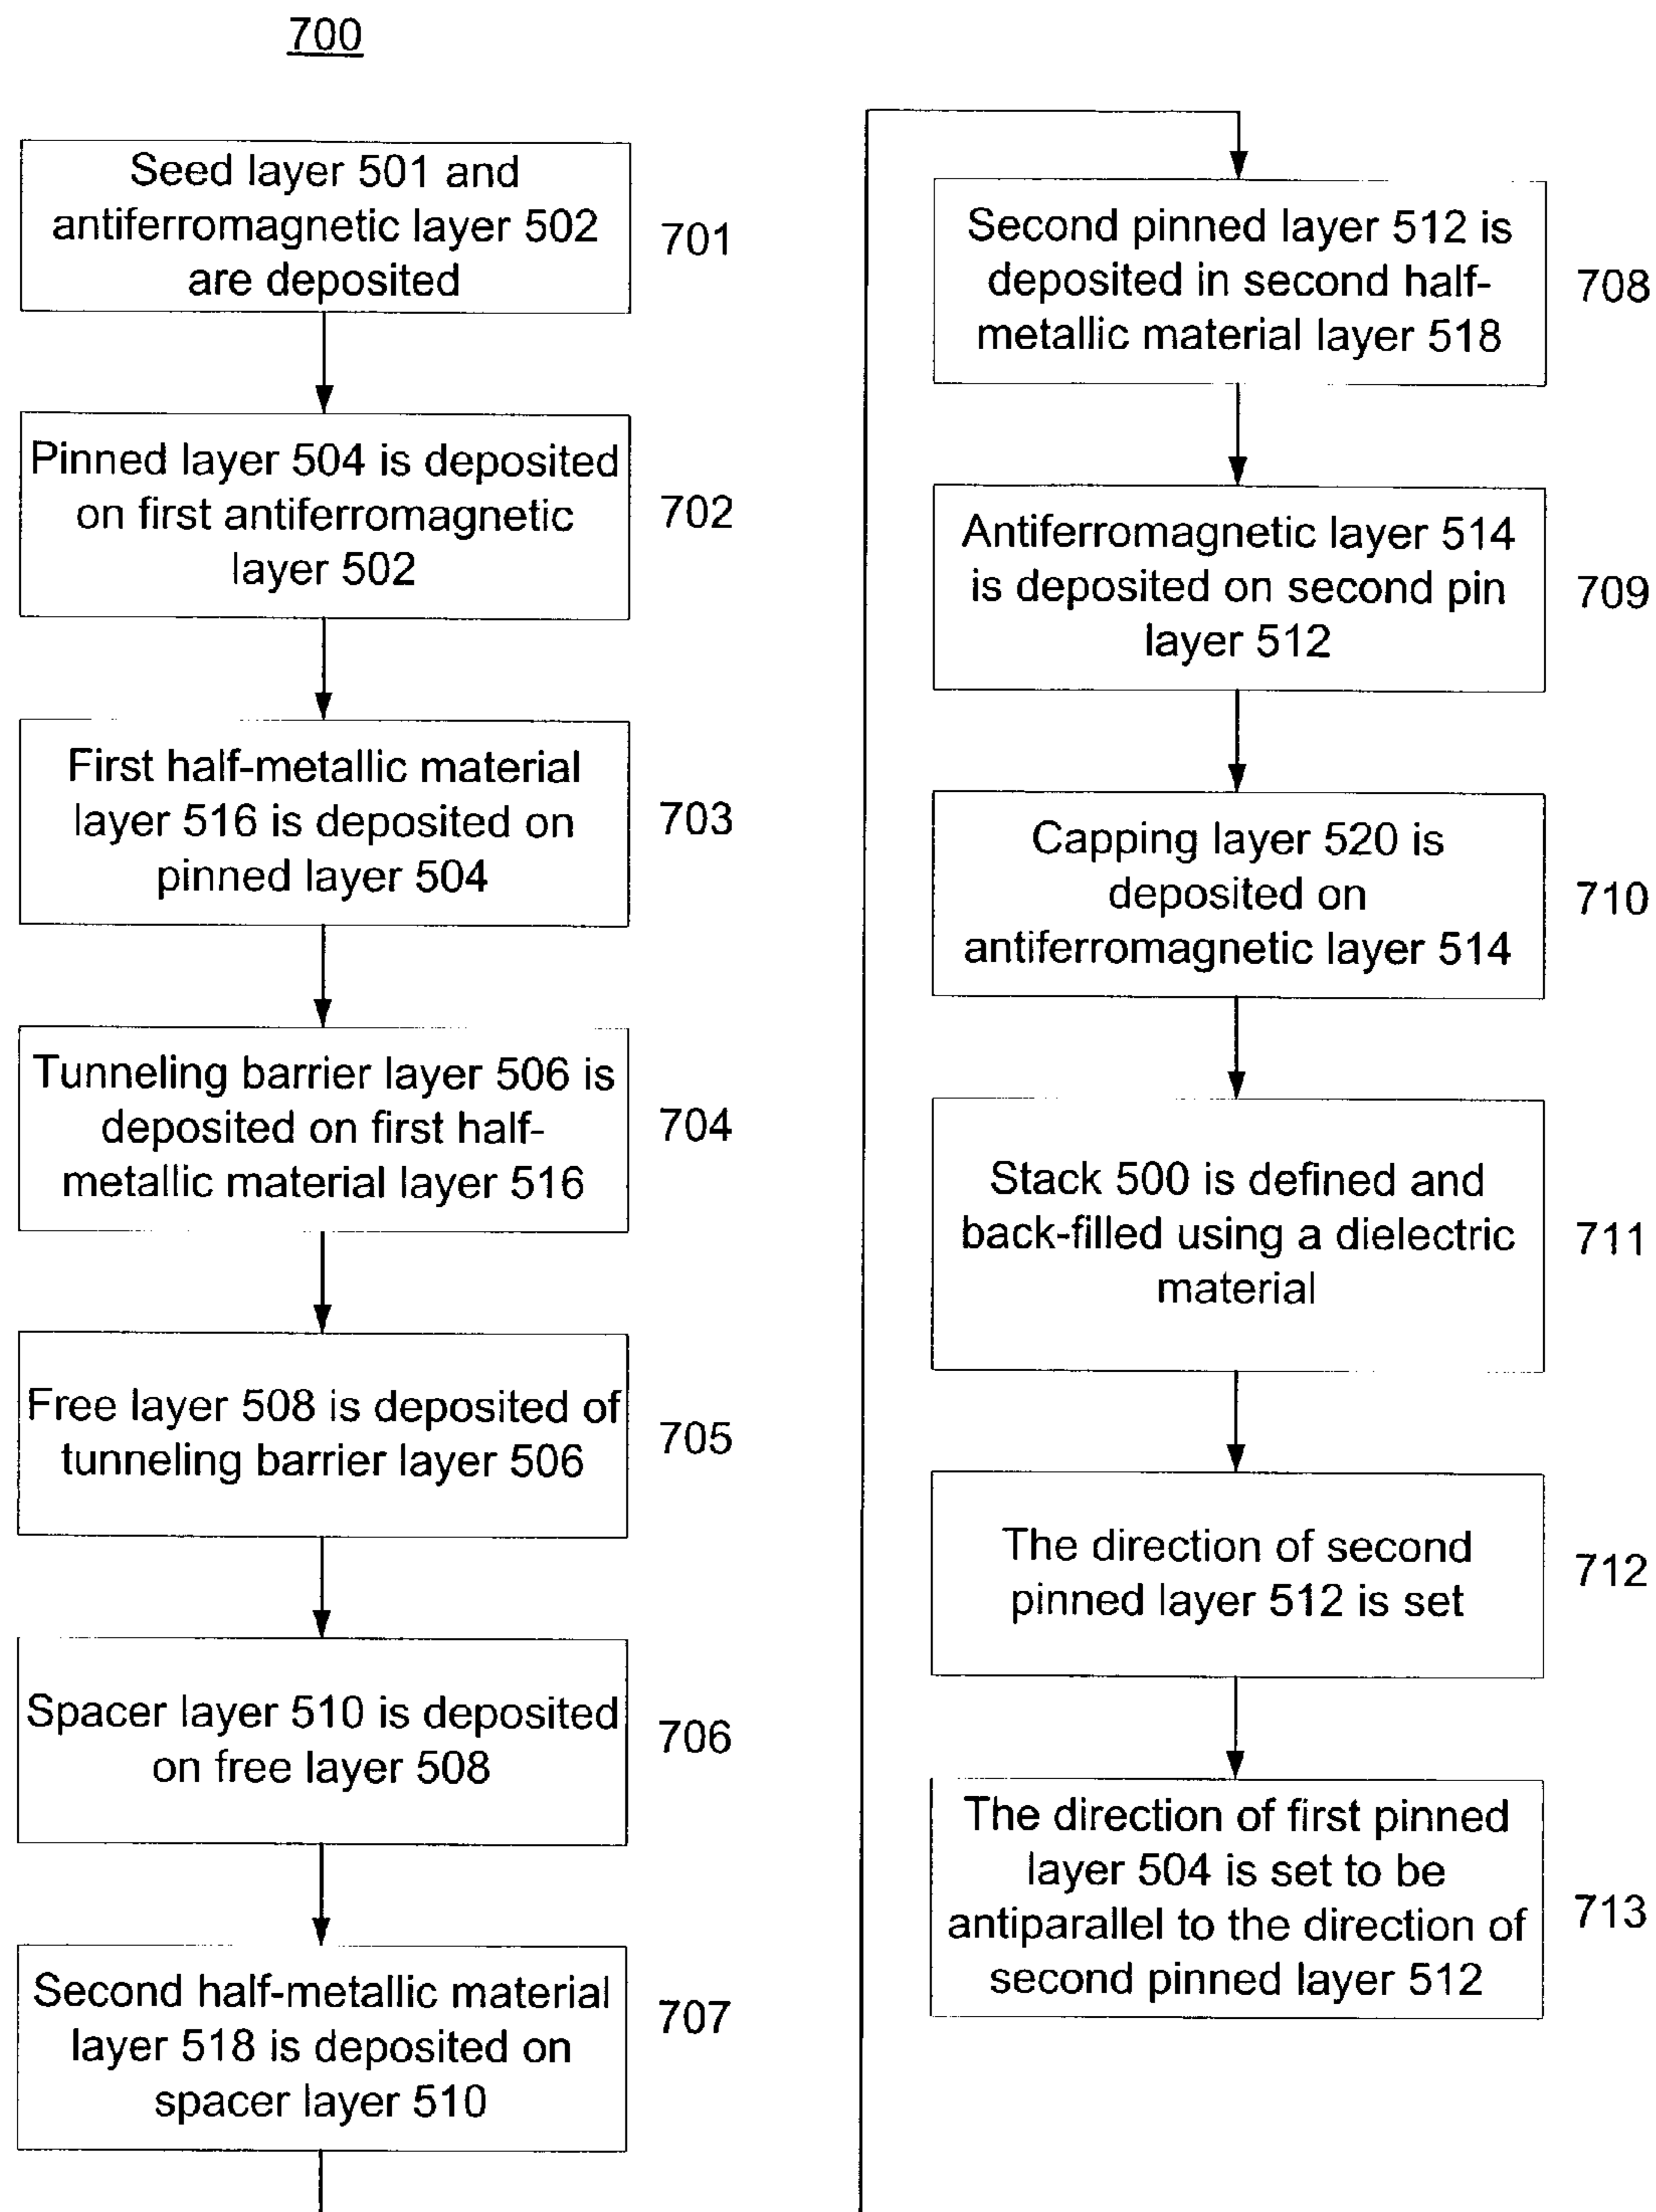 700
Seed layer 501 and
antiferromagnetic layer 502
are deposited
701
Pinned layer 504 is deposited
on first antiferromagnetic
layer 502
702
First half-metallic material
layer 516 is deposited on
pinned layer 504
703
Tunneling barrier layer 506 is
deposited on first half-
metallic material layer 516
704
Free layer 508 is deposited of
tunneling barrier layer 506
705
Spacer layer 510 is deposited
on free layer 508
706
Second half-metallic material
layer 518 is deposited on
spacer layer 510
707
Second pinned layer 512 is
deposited in second half-
metallic material layer 518
708
Antiferromagnetic layer 514
is deposited on second pin
layer 512
709
Capping layer 520 is
deposited on
antiferromagnetic layer 514
710
Stack 500 is defined and
back-filled using a dielectric
material
711
The direction of second
pinned layer 512 is set
712
The direction of first pinned
layer 504 is set to be
antiparallel to the direction of
second pinned layer 512
713